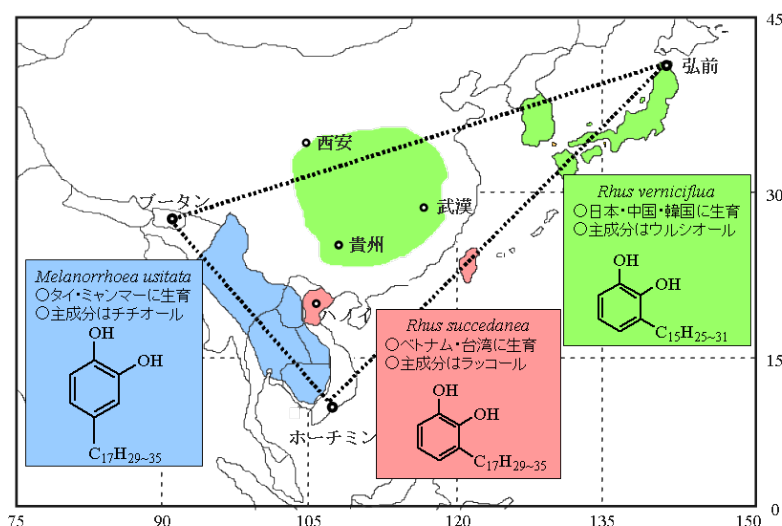 45
弘前
西安
ブータン
武漢
貴州
30
Rhus verniciflua
○日本・中国・韓国に生育
○主成分はウルシオール
OH
OH
C15H25~31
Melanorrhoea usitata
○タイ・ミャンマーに生育
○主成分はチチオール
OH
OH
C17H29~35
ハノイ
Rhus succedanea
○ベトナム・台湾に生育
○主成分はラッコール
OH
OH
C17H29~35
15
ホーチミン
0
75
90
105
120
135
150